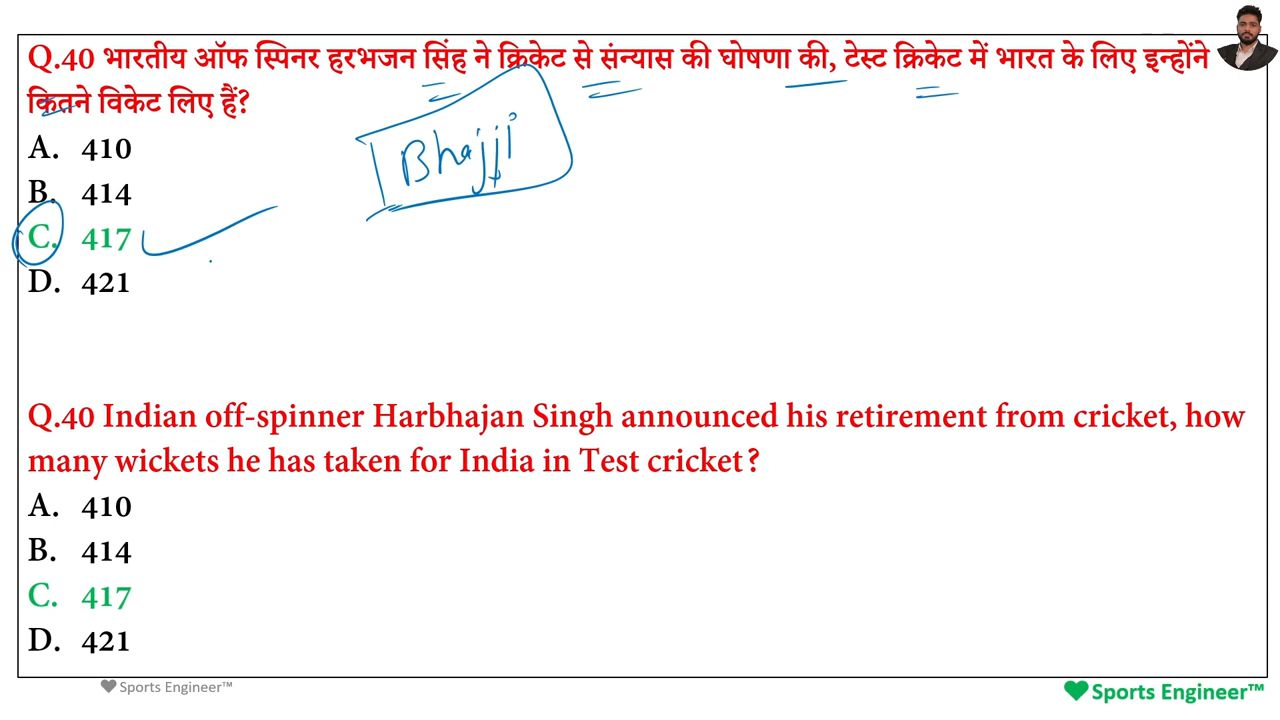 Q.40 भारतीय ऑफ स्पिनर हरभजन सिंह ने क्रिकेट से संन्यास की घोषणा की, टेस्ट क्रिकेट में भारत के लिए इन्होंने
कितने विकेट लिए हैं?
A. 410
Bhajji
B. 414
C. 417
D. 421
Q.40 Indian off-spinner Harbhajan Singh announced his retirement from cricket, how
many wickets he has taken for India in Test cricket?
A. 410
B. 414
C. 417
D. 421
Sports Engineer™
Sports Engineer™